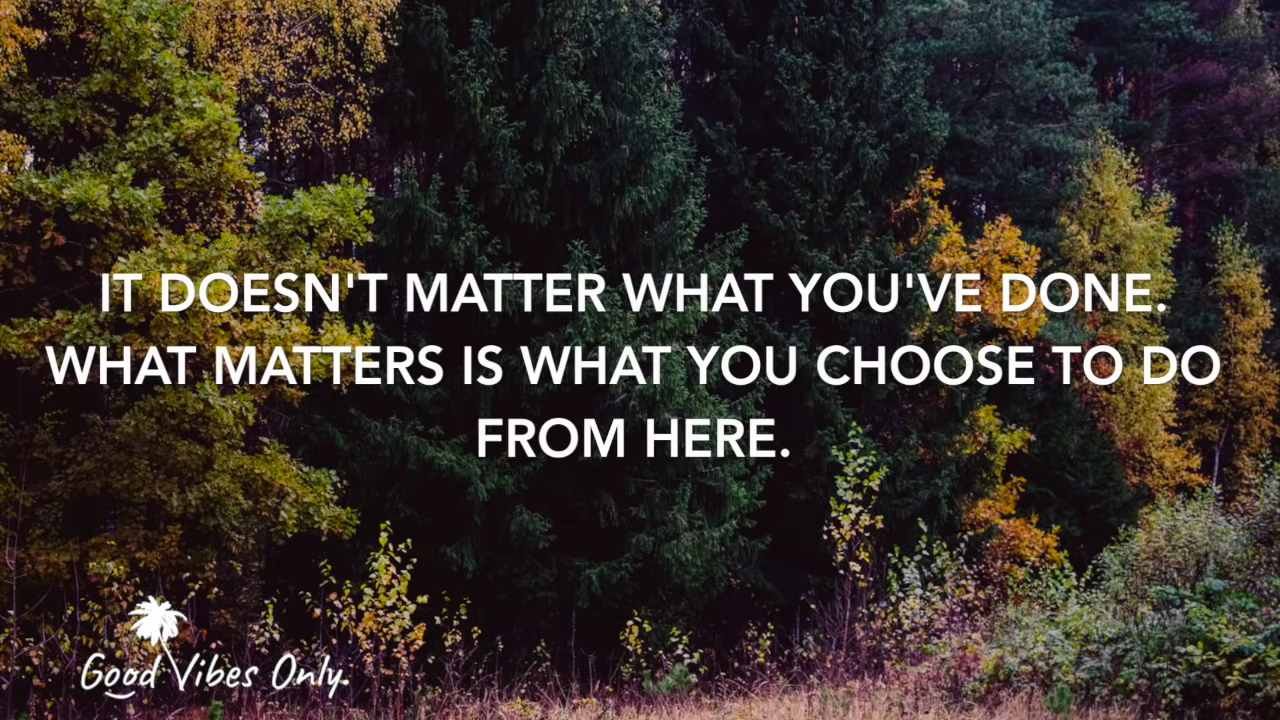 IT DOESN'T MATTER WHAT YOU'VE DONE.
WHAT MATTERS IS WHAT YOU CHOOSE TO DO
FROM HERE.
Good Vibes Only.